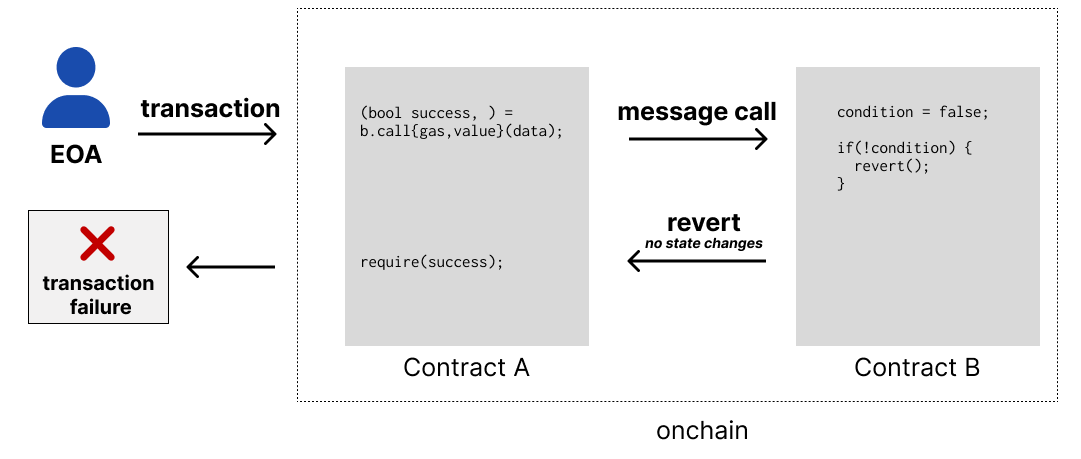 transaction
EOA
(bool success, ) =
b.call{gas,value}(data);
message call
condition = false;
if(!condition) {
revert();
}
revert
no state changes
require(success);
transaction
failure
Contract A
Contract B
onchain